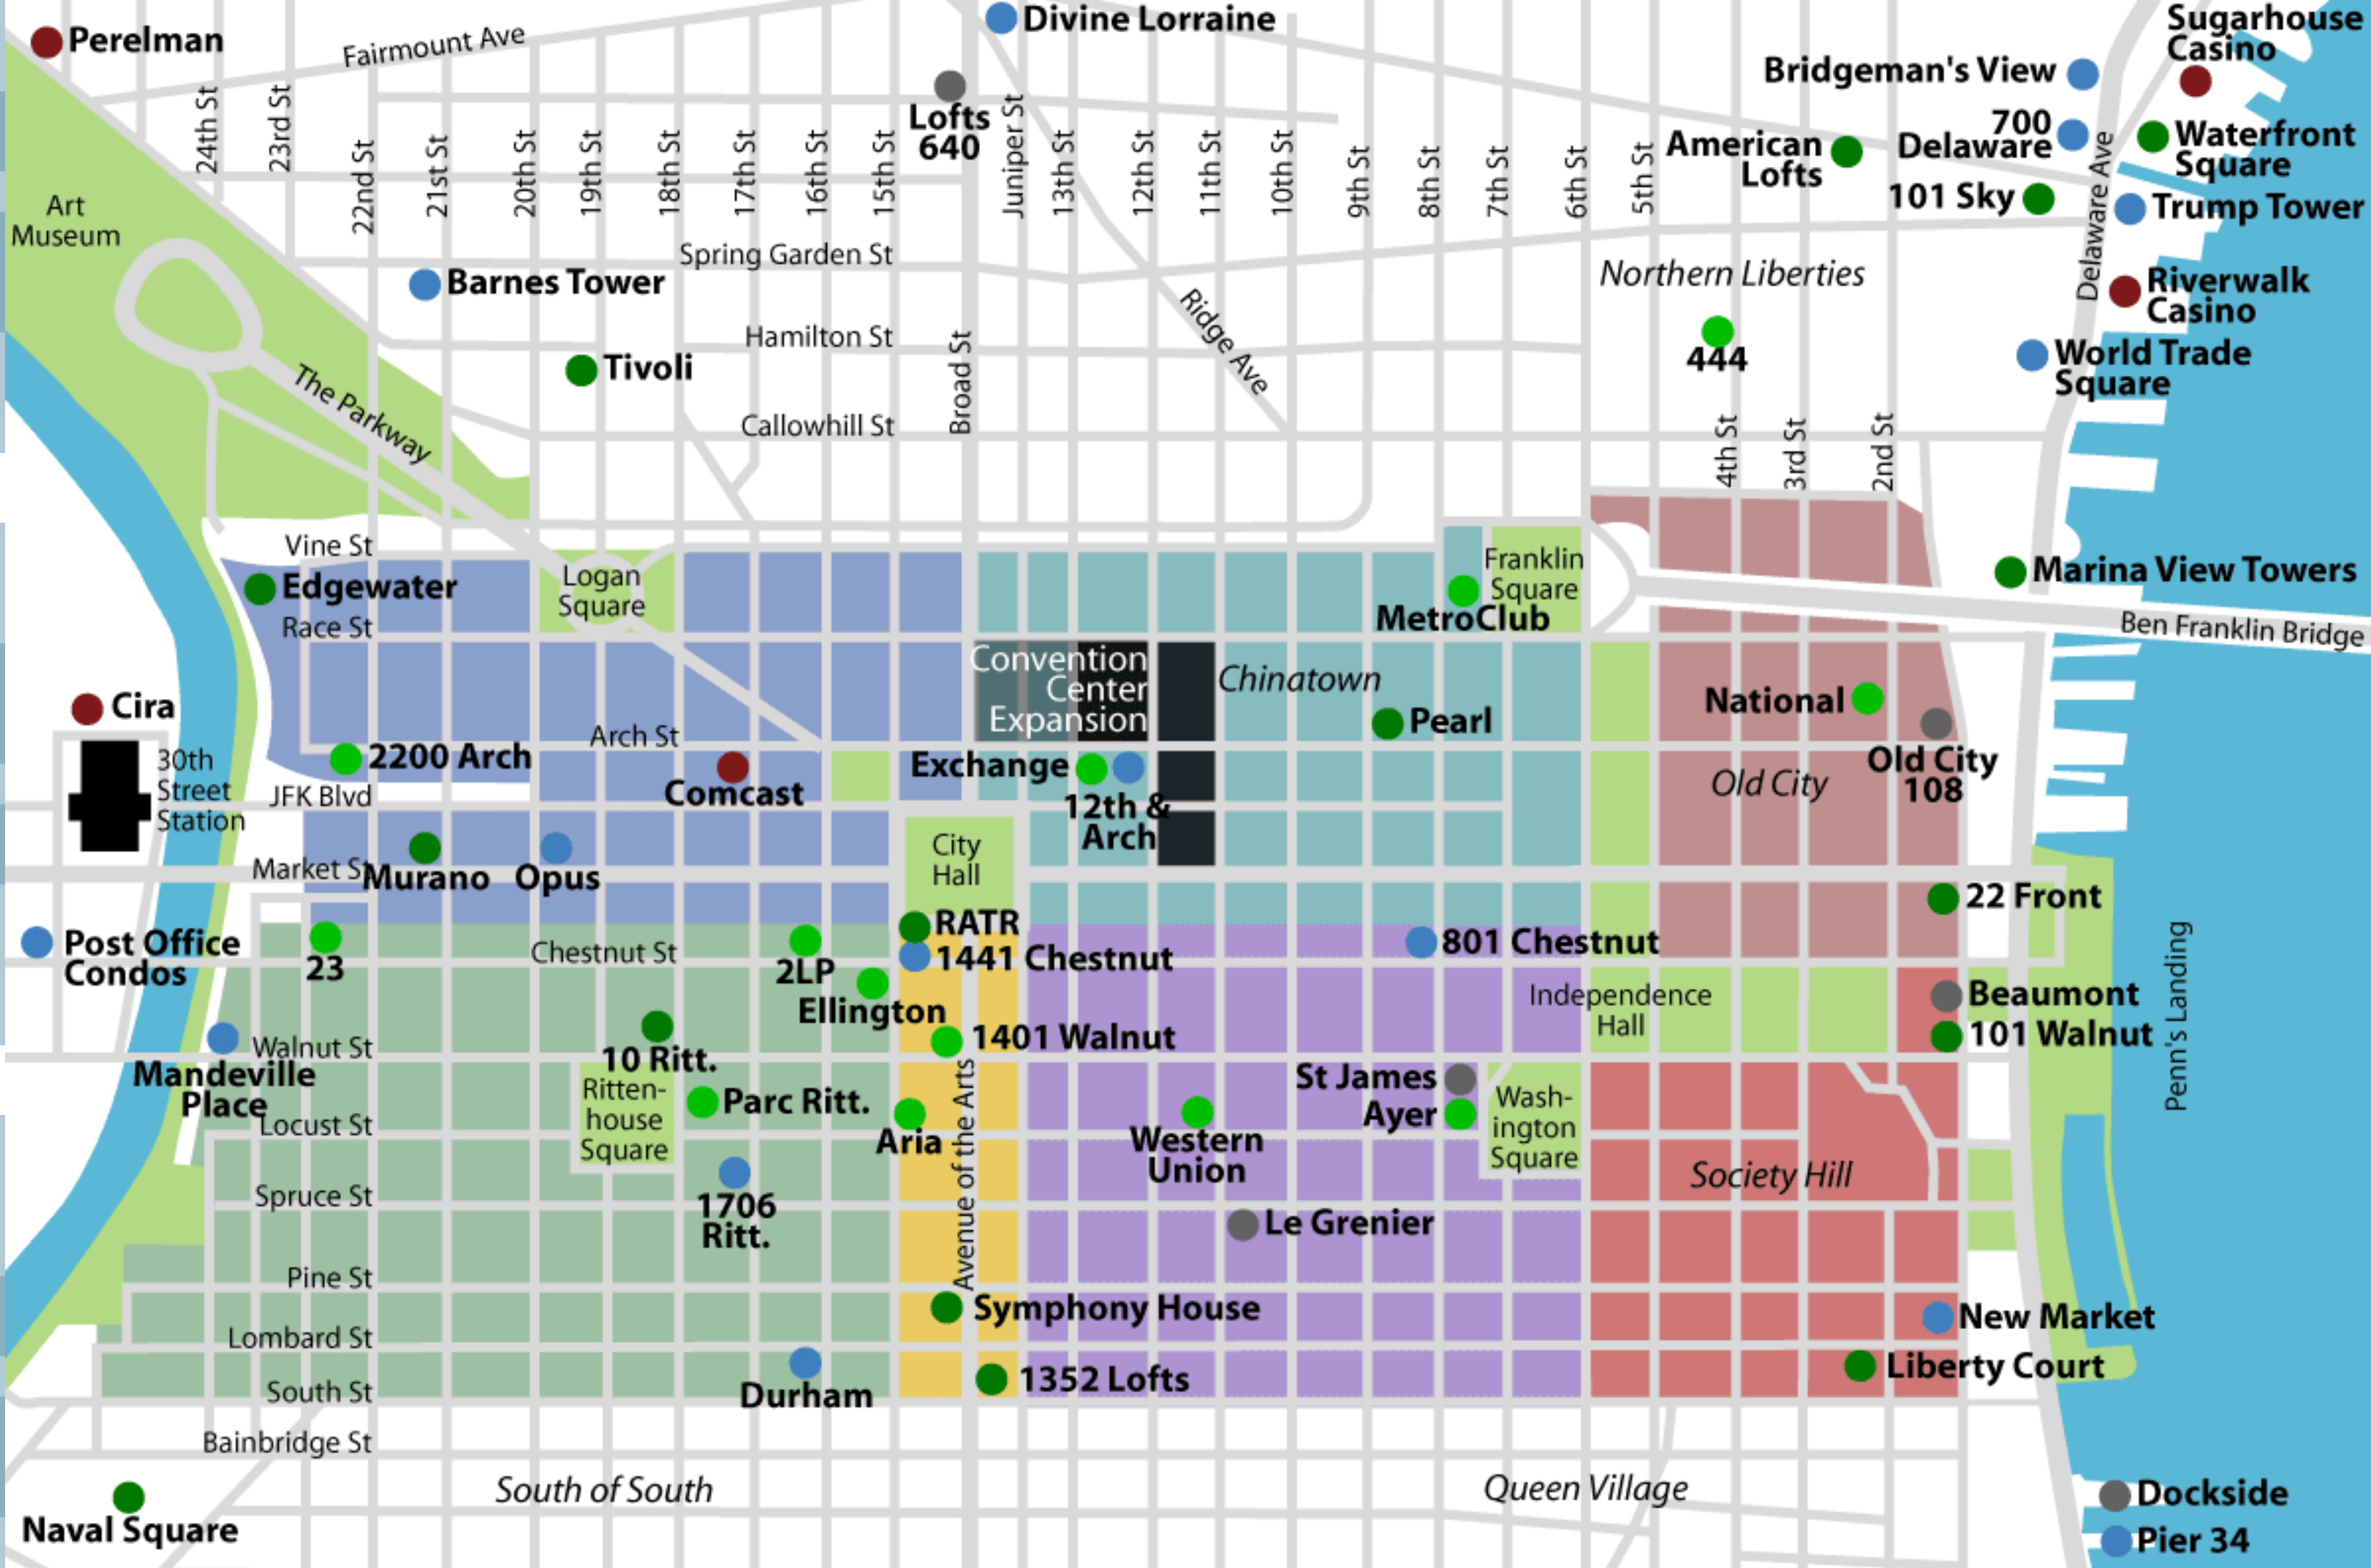 Perelman
Fairmount Ave
Divine Lorraine
Sugarhouse
Casino
Bridgeman's View
Lofts
640
700
Delaware
American
Lofts
Waterfront
Square
101 Sky
Trump Tower
24th St
23rd St
22nd St
21st St
20th St
19th St
18th St
17th St
16th St
15th St
Juniper St
13th St
12th St
11th St
10th St
9th St
8th St
7th St
6th St
5th St
Delaware Ave
Art
Museum
Spring Garden St
Barnes Tower
Northern Liberties
Riverwalk
Casino
Hamilton St
Broad St
Ridge Ave
444
World Trade
Square
Tivoli
The Parkway
Callowhill St
4th St
3rd St
2nd St
Vine St
Edgewater
Race St
Logan
Square
Franklin
Square
MetroClub
Marina View Towers
Ben Franklin Bridge
Convention
Center
Expansion
Chinatown
Cira
National
Pearl
Arch St
2200 Arch
30th
Street
Station
JFK Blvd
Comcast
Exchange
12th &
Arch
Old City
Old City
108
City
Hall
Market St
Murano
Opus
22 Front
RATR
Post Office
Condos
23
Chestnut St
2LP
1441 Chestnut
801 Chestnut
Ellington
Independence
Hall
Beaumont
101 Walnut
Penn's Landing
1401 Walnut
Walnut St
10 Ritt.
Mandeville
Place
Ritten-
house
Square
Parc Ritt.
St James
Ayer
Wash-
ington
Square
Locust St
Aria
Avenue of the Arts
Western
Union
Society Hill
Spruce St
1706
Ritt.
Le Grenier
Pine St
Symphony House
New Market
Lombard St
Durham
1352 Lofts
Liberty Court
South St
Bainbridge St
South of South
Queen Village
Naval Square
Dockside
Pier 34